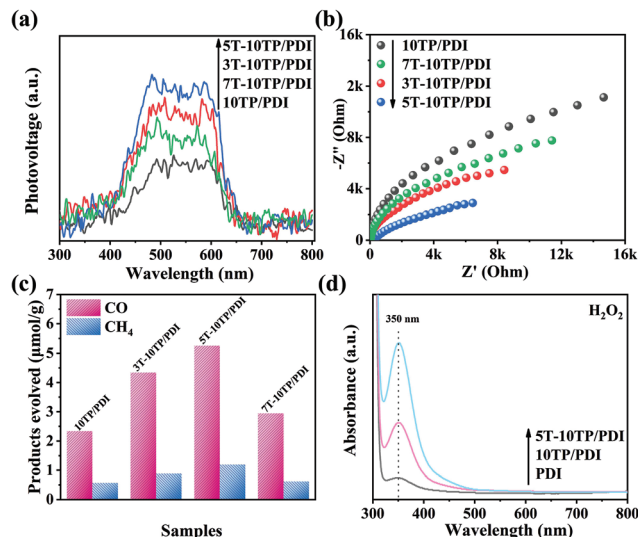 (a)
5T-10TP/PDI
3T-10TP/PDI
7T-10TP/PDI
10TP/PDI
Photovoltage (a.u.)
300 400 500 600 700 800
Wavelength (nm)
(b)
16k
12k
8k
4k
0
10TP/PDI
7T-10TP/PDI
3T-10TP/PDI
5T-10TP/PDI
-Z'' (Ohm)
0 4k 8k 12k 16k
Z' (Ohm)
(c)
7
6
5
4
3
2
1
0
CO
CH4
10TP/PDI
3T-10TP/PDI
5T-10TP/PDI
7T-10TP/PDI
Products evolved (μmol/g)
Samples
(d)
350 nm
H2O2
5T-10TP/PDI
10TP/PDI
PDI
Absorbance (a.u.)
300 400 500 600 700 800
Wavelength (nm)